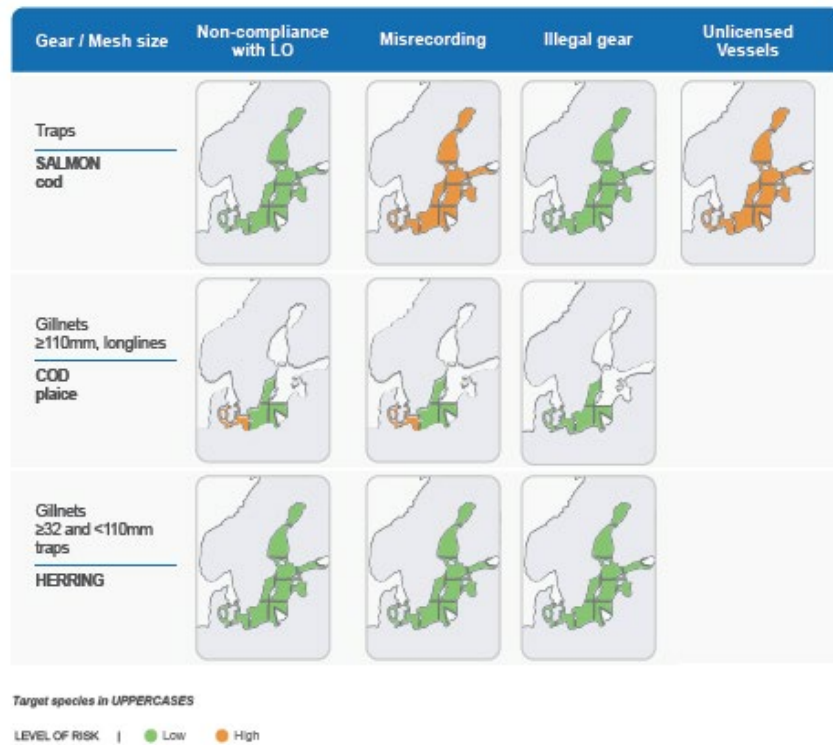 Gear / Mesh size
Non-compliance
with LO
Misrecording
Illegal gear
Unlicensed
Vessels
Traps
SALMON
cod
Gillnets
≥110mm, longlines
COD
plaice
Gillnets
≥32 and <110mm
traps
HERRING
Target species in UPPERCASES
LEVEL OF RISK | Low High